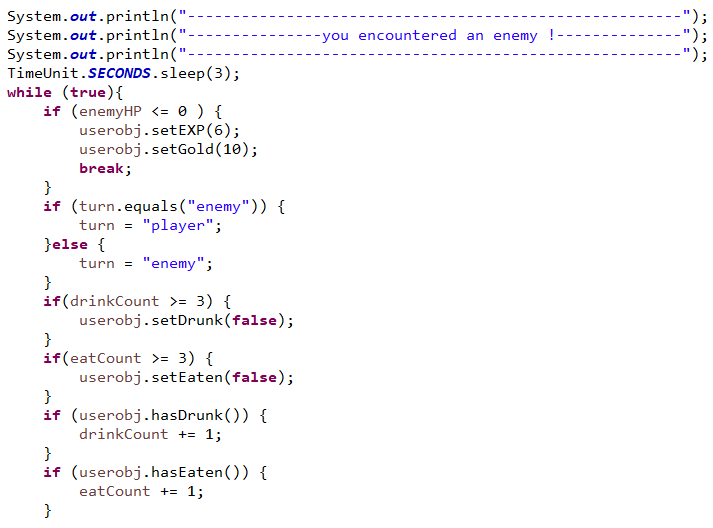 System.out.println("-------------------------------------------------------");
System.out.println("---------------you encountered an enemy !--------------");
System.out.println("-------------------------------------------------------");
TimeUnit.SECONDS.sleep(3);
while (true){
    if (enemyHP <= 0 ) {
        userobj.setEXP(6);
        userobj.setGold(10);
        break;
    }
    if (turn.equals("enemy")) {
        turn = "player";
    }else {
        turn = "enemy";
    }
    if(drinkCount >= 3) {
        userobj.setDrunk(false);
    }
    if(eatCount >= 3) {
        userobj.setEaten(false);
    }
    if (userobj.hasDrunk()) {
        drinkCount += 1;
    }
    if (userobj.hasEaten()) {
        eatCount += 1;
    }